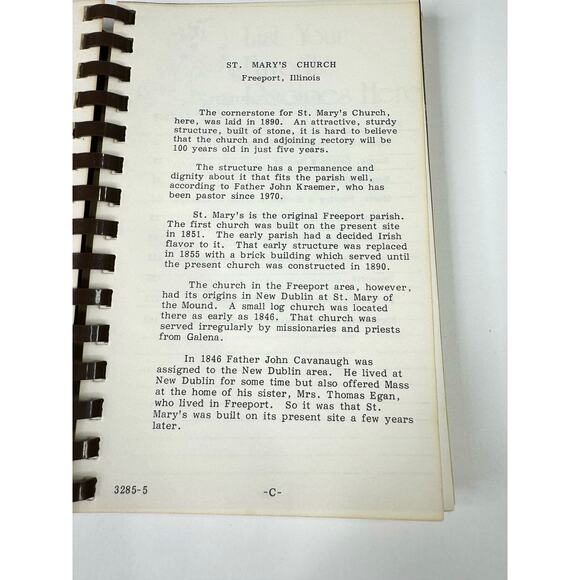 ST. MARY'S CHURCH
Freeport, Illinois
The cornerstone for St. Mary's Church,
here, was laid in 1890. An attractive, sturdy
structure, built of stone, it is hard to believe
that the church and adjoining rectory will be
100 years old in just five years.
The structure has a permanence and
dignity about it that fits the parish well,
according to Father John Kraemer, who has
been pastor since 1970.
St. Mary's is the original Freeport parish.
The first church was built on the present site
in 1851. The early parish had a decided Irish
flavor to it. That early structure was replaced
in 1855 with a brick building which served until
the present church was constructed in 1890.
The church in the Freeport area, however,
had its origins in New Dublin at St. Mary of
the Mound. A small log church was located
there as early as 1846. That church was
served irregularly by missionaries and priests
from Galena.
In 1846 Father John Cavanaugh was
assigned to the New Dublin area. He lived at
New Dublin for some time but also offered Mass
at the home of his sister, Mrs. Thomas Egan,
who lived in Freeport. So it was that St.
Mary's was built on its present site a few years
later.
3285-5
-C-